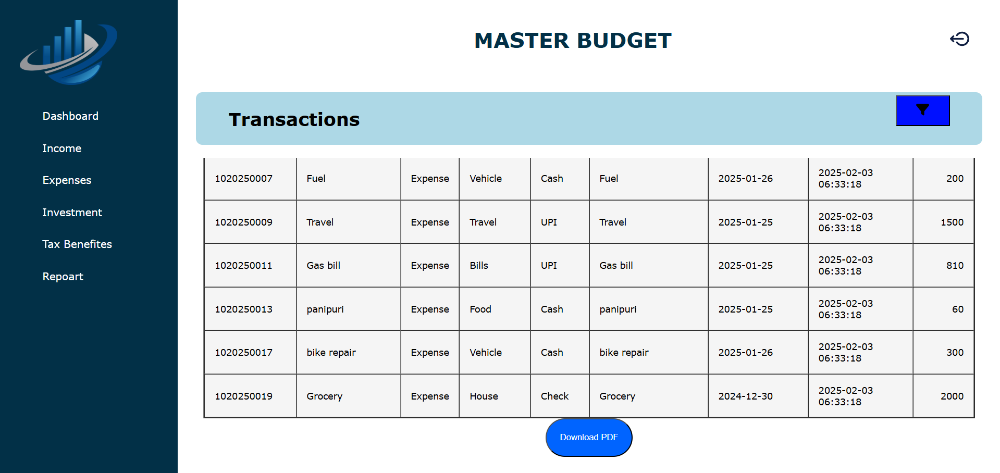 MASTER BUDGET
Dashboard
Income
Expenses
Investment
Tax Benefites
Repoart
Transactions
1020250007 Fuel Expense Vehicle Cash Fuel 2025-01-26 2025-02-03 06:33:18 200
1020250009 Travel Expense Travel UPI Travel 2025-01-25 2025-02-03 06:33:18 1500
1020250011 Gas bill Expense Bills UPI Gas bill 2025-01-25 2025-02-03 06:33:18 810
1020250013 panipuri Expense Food Cash panipuri 2025-01-25 2025-02-03 06:33:18 60
1020250017 bike repair Expense Vehicle Cash bike repair 2025-01-26 2025-02-03 06:33:18 300
1020250019 Grocery Expense House Check Grocery 2024-12-30 2025-02-03 06:33:18 2000
Download PDF